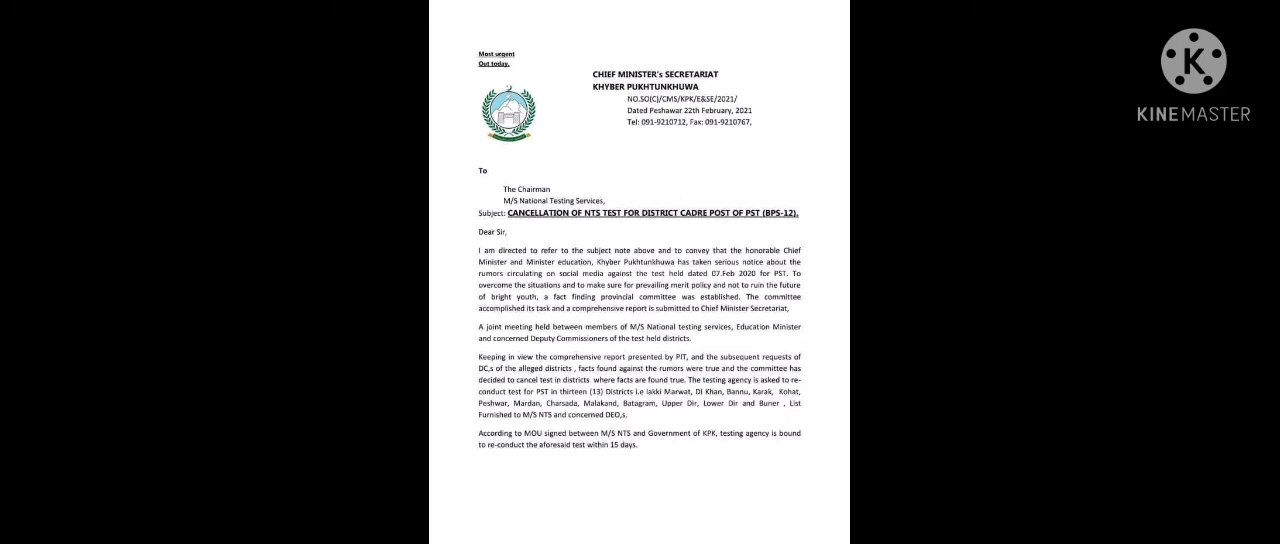 Most urgent
Out today.
CHIEF MINISTER's SECRETARIAT
KHYBER PUKHTUNKHUWA
NO.SO(C)/CMS/KPK/E&SE/2021/
Dated Peshawar 22th February, 2021
Tel: 091-9210712, Fax: 091-9210767,
To
The Chairman
M/S National Testing Services,
Subject: CANCELLATION OF NTS TEST FOR DISTRICT CADRE POST OF PST (BPS-12).
Dear Sir,
I am directed to refer to the subject note above and to convey that the honorable Chief
Minister and Minister education, Khyber Pukhtunkhuwa has taken serious notice about the
rumors circulating on social media against the test held dated 07.Feb 2020 for PST. To
overcome the situations and to make sure for prevailing merit policy and not to ruin the future
of bright youth, a fact finding provincial committee was established. The committee
accomplished its task and a comprehensive report is submitted to Chief Minister Secretariat,
A joint meeting held between members of M/S National testing services, Education Minister
and concerned Deputy Commissioners of the test held districts.
Keeping in view the comprehensive report presented by PIT, and the subsequent requests of
DC,s of the alleged districts , facts found against the rumors were true and the committee has
decided to cancel test in districts where facts are found true. The testing agency is asked to re-
conduct test for PST in thirteen (13) Districts i.e lakki Marwat, DI Khan, Bannu, Karak, Kohat,
Peshwar, Mardan, Charsada, Malakand, Batagram, Upper Dir, Lower Dir and Buner , List
Furnished to M/S NTS and concerned DEO,s.
According to MOU signed between M/S NTS and Government of KPK, testing agency is bound
to re-conduct the aforesaid test within 15 days.
K
KINEMASTER